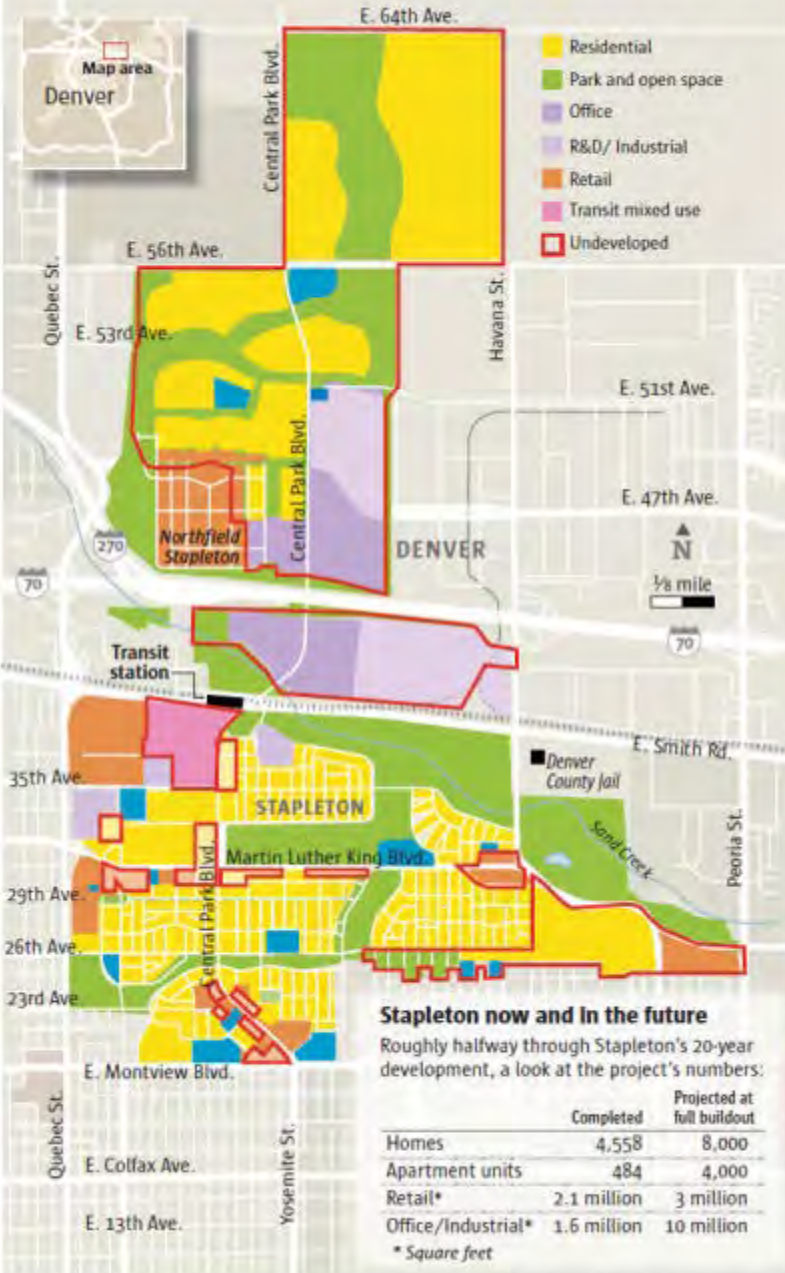 E. 64th Ave.
Map area
Denver
Central Park Blvd.
Residential
Park and open space
Office
R&D/ Industrial
Retail
Transit mixed use
Undeveloped
E. 56th Ave.
Quebec St.
E. 53rd Ave.
Havana St.
E. 51st Ave.
Central Park Blvd.
E. 47th Ave.
Northfield
Stapleton
DENVER
N
270
70
⅛ mile
70
Transit
station
E. Smith Rd.
Denver
County Jail
35th Ave.
STAPLETON
Sand Creek
Peoria St.
Martin Luther King Blvd.
29th Ave.
Central Park Blvd.
26th Ave.
23rd Ave.
E. Montview Blvd.
Quebec St.
Yosemite St.
E. Colfax Ave.
E. 13th Ave.
Stapleton now and in the future
Roughly halfway through Stapleton's 20-year
development, a look at the project's numbers:
Projected at
Completed full buildout
Homes 4,558 8,000
Apartment units 484 4,000
Retail* 2.1 million 3 million
Office/Industrial* 1.6 million 10 million
* Square feet